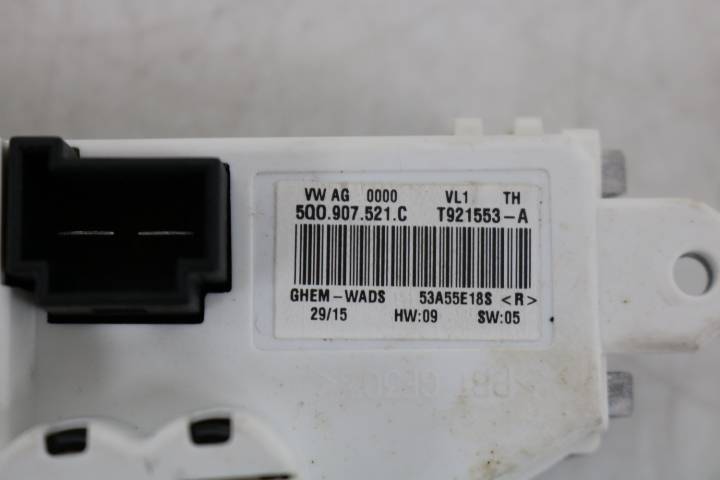 VW AG 0000 VL1 TH
5Q0.907.521.C T921553-A
GHEM-WADS 53A55E18S <R>
29/15 HW:09 SW:05